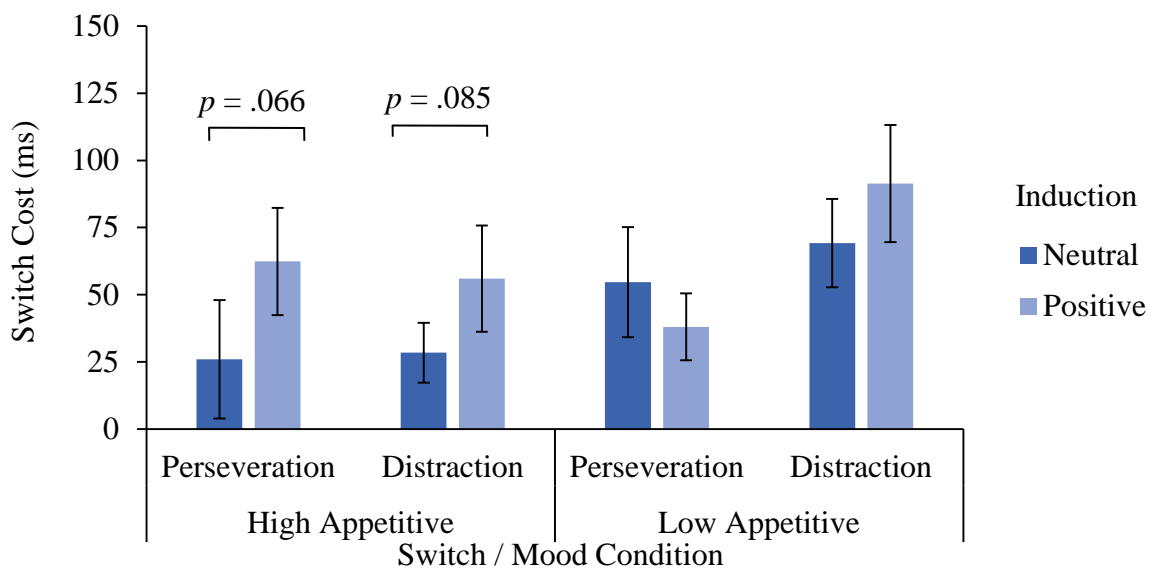 150
125
100
75
50
25
0
Switch Cost (ms)
p = .066
p = .085
Induction
Neutral
Positive
Perseveration
Distraction
Perseveration
Distraction
High Appetitive
Low Appetitive
Switch / Mood Condition